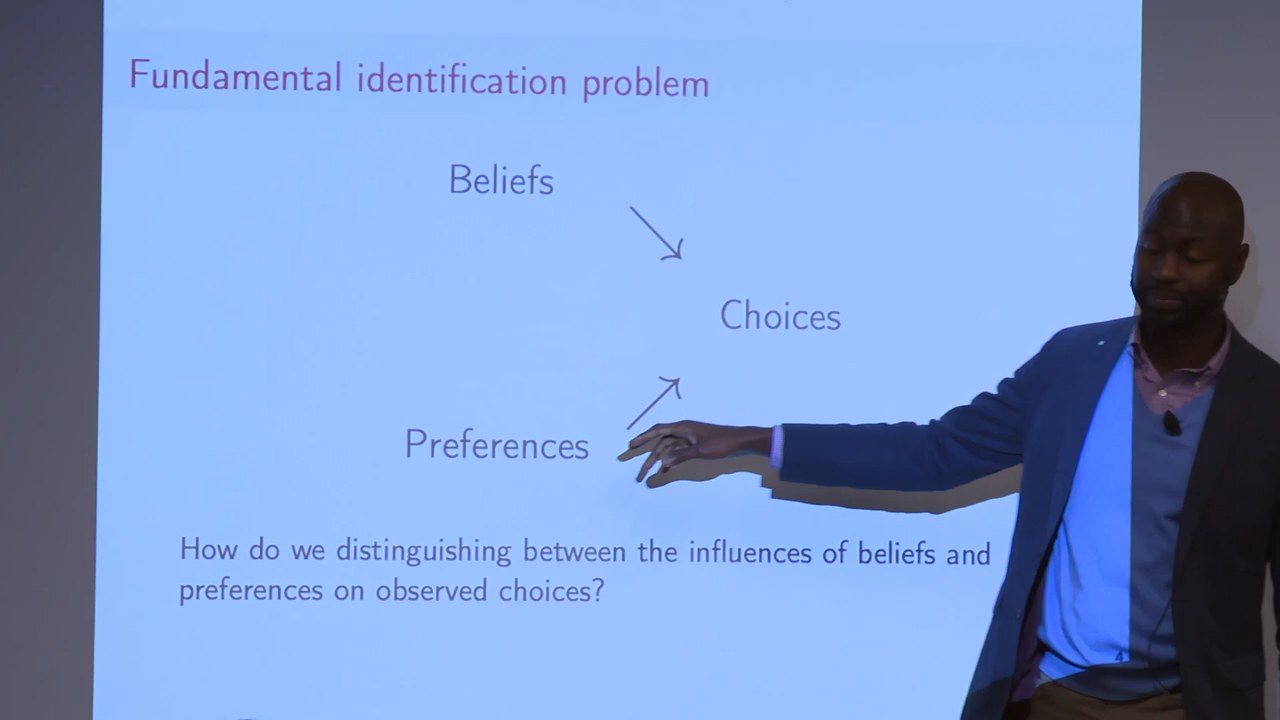 Fundamental identification problem
Beliefs
Choices
Preferences
How do we distinguishing between the influences of beliefs and
preferences on observed choices?
4